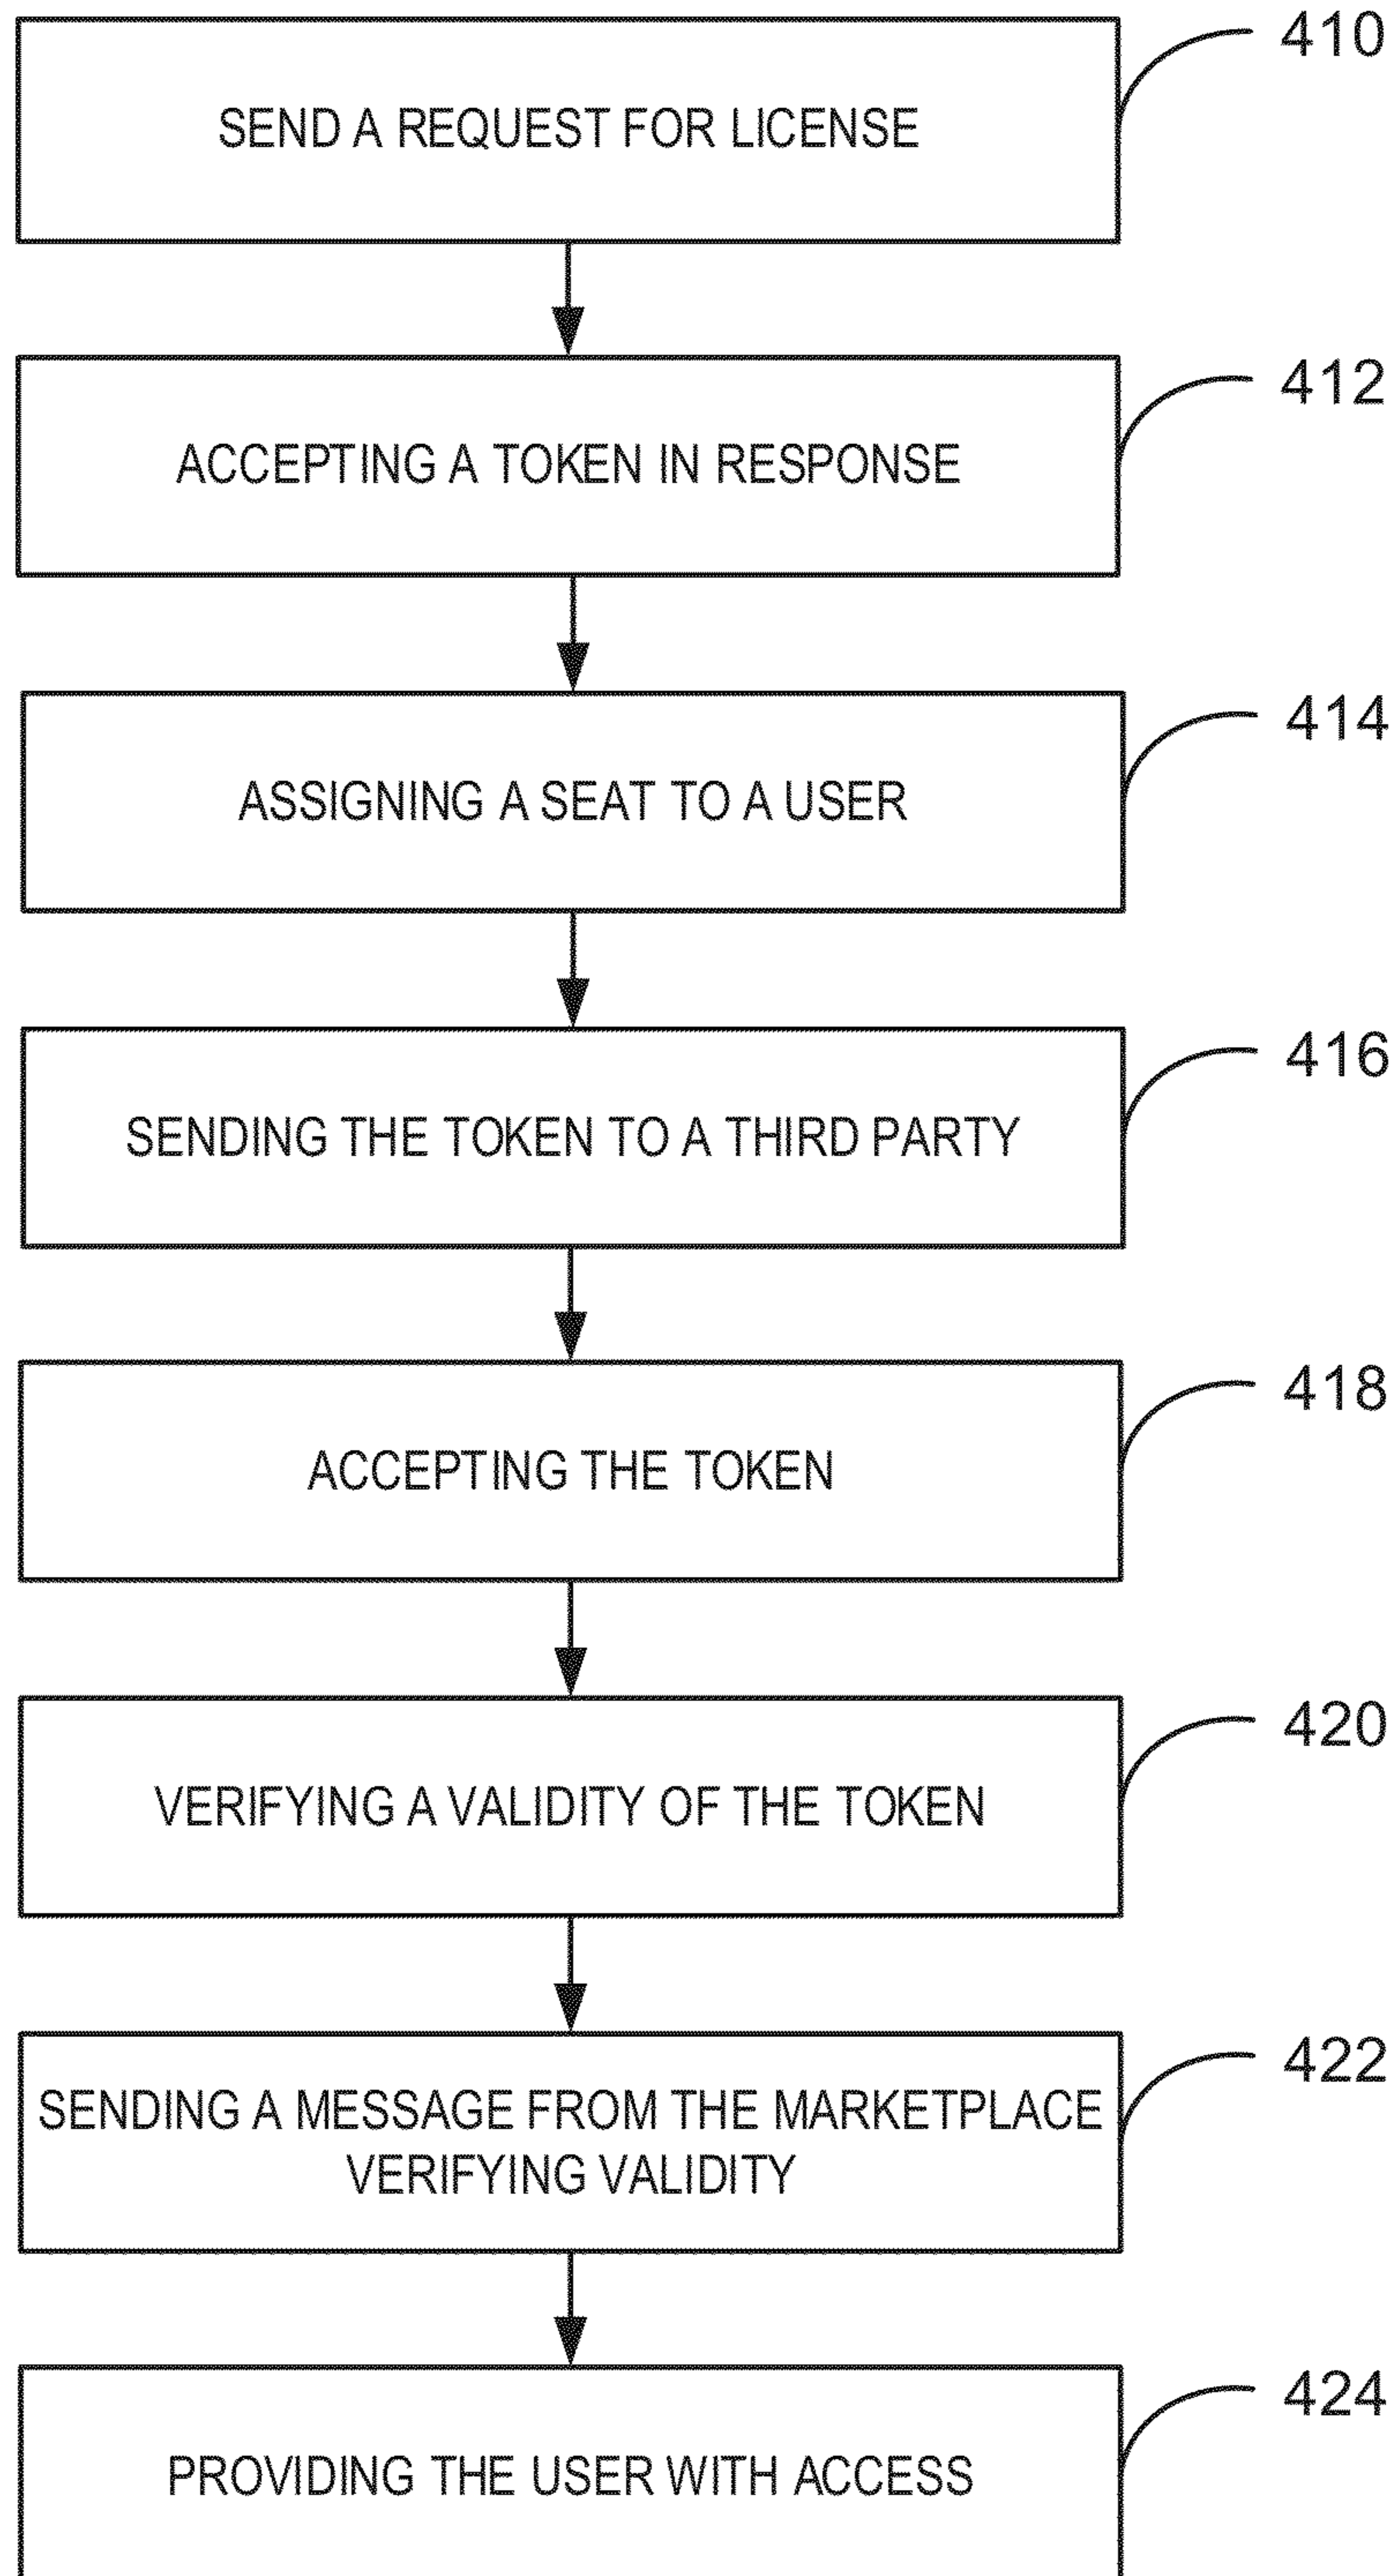 410
SEND A REQUEST FOR LICENSE
412
ACCEPTING A TOKEN IN RESPONSE
414
ASSIGNING A SEAT TO A USER
416
SENDING THE TOKEN TO A THIRD PARTY
418
ACCEPTING THE TOKEN
420
VERIFYING A VALIDITY OF THE TOKEN
422
SENDING A MESSAGE FROM THE MARKETPLACE
VERIFYING VALIDITY
424
PROVIDING THE USER WITH ACCESS